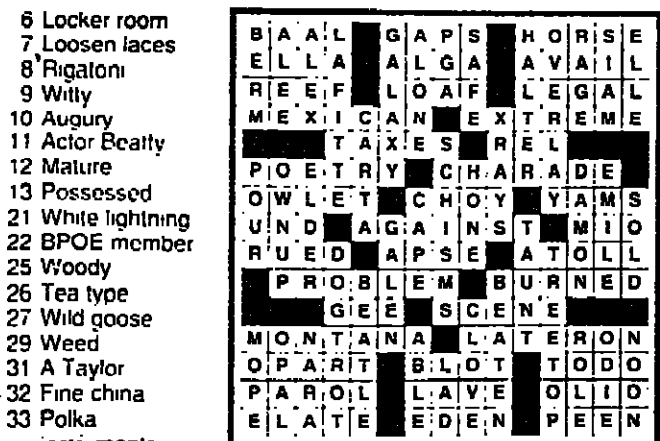 6 Locker room
7 Loosen laces
8 Rigatoni
9 Witty
10 Augury
11 Actor Beatty
12 Mature
13 Possessed
21 White lightning
22 BPOE member
25 Woody
26 Tea type
27 Wild goose
29 Weed
31 A Taylor
32 Fine china
33 Polka
BAAL GAPS HORSE
ELLA ALGA AVAIL
REEF LOAF LEGAL
MEXICAN EXTREME
TAXES REL
POETRY CHARADE
OWLET CHOY YAMS
UND AGAINST MIO
RUED APSE ATOLL
PROBLEM BURNED
GEE SCENE
MONTANA LATERON
OPART BLOT TODO
PAROL LAVE OLIO
ELATE EDEN PEEN